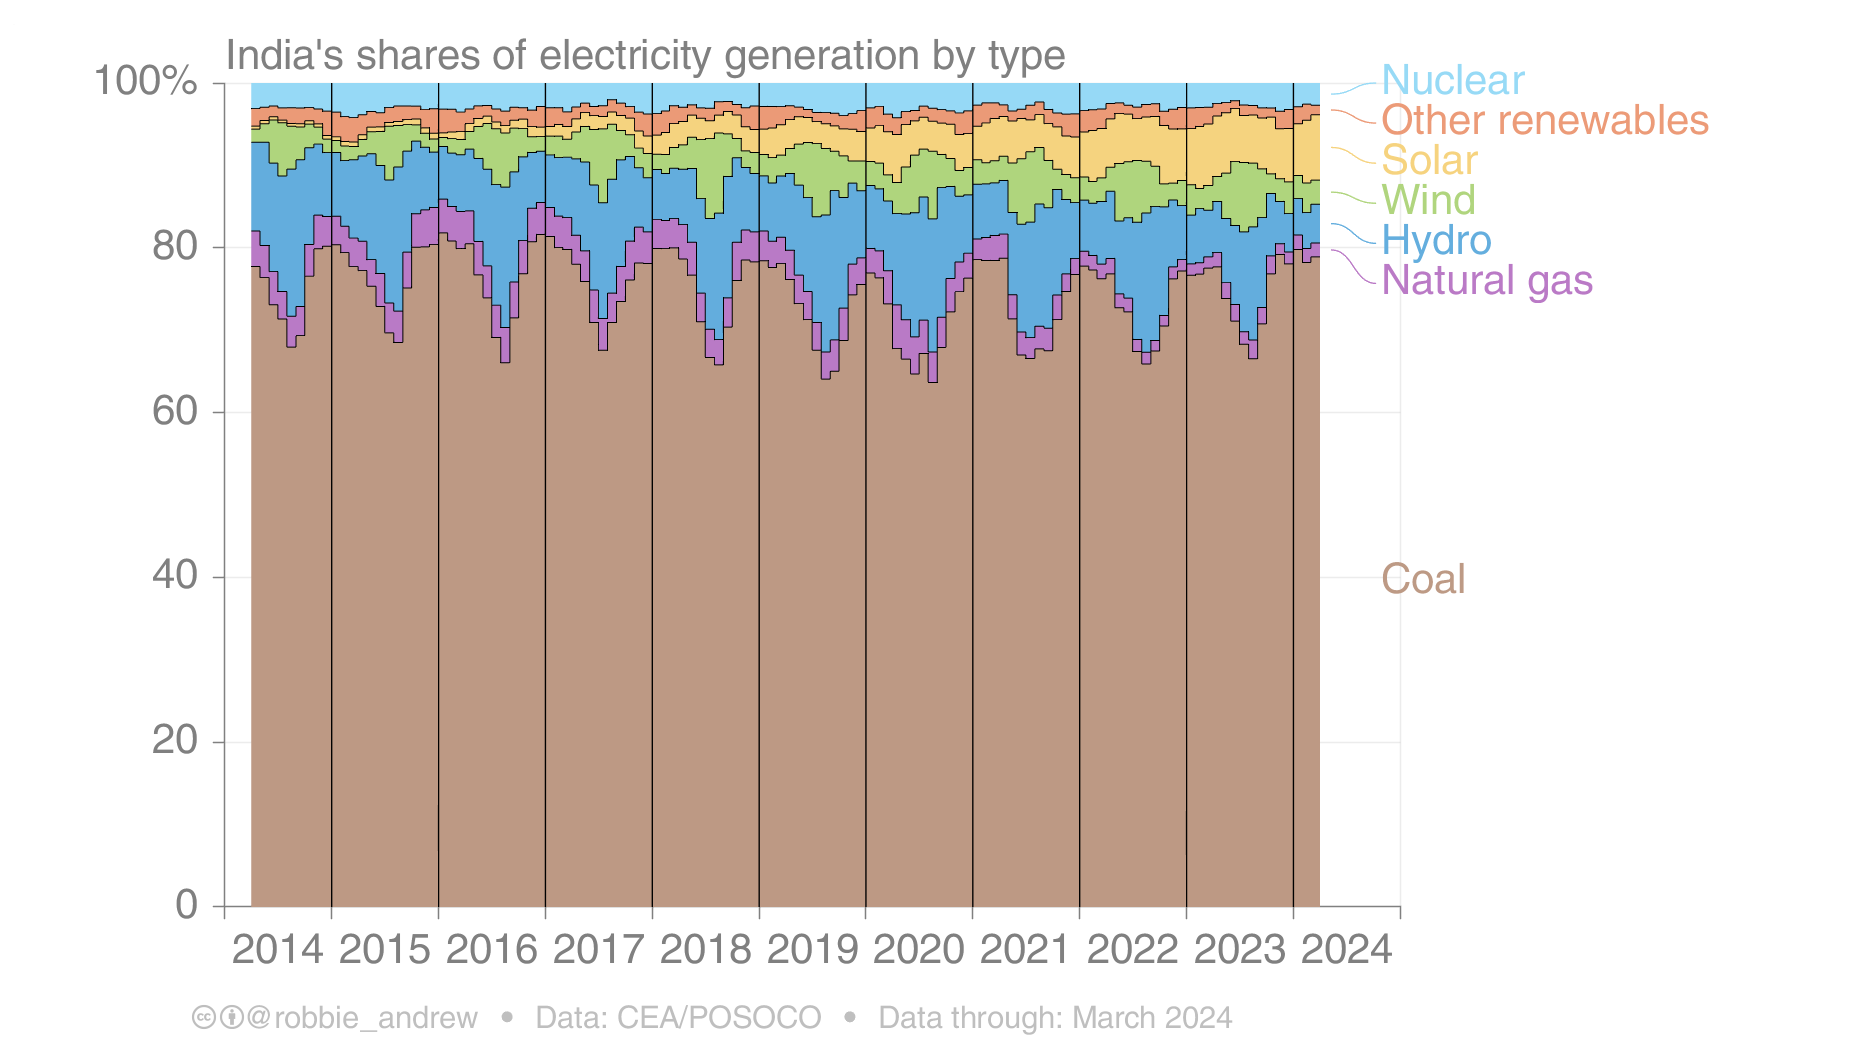 India's shares of electricity generation by type
100%
80
60
40
20
0
Nuclear
Other renewables
Solar
Wind
Hydro
Natural gas
Coal
2014 2015 2016 2017 2018 2019 2020 2021 2022 2023 2024
cc @robbie_andrew • Data: CEA/POSOCO • Data through: March 2024